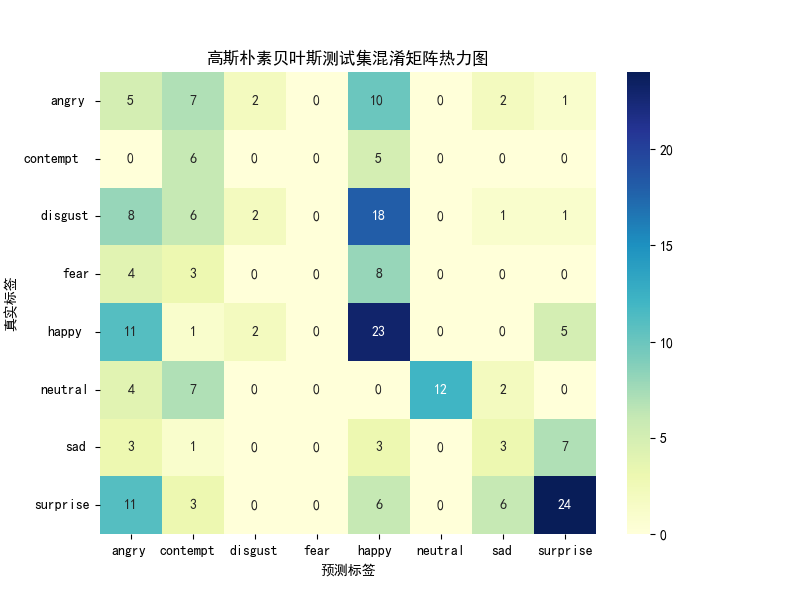 高斯朴素贝叶斯测试集混淆矩阵热力图
angry 5 7 2 0 10 0 2 1
contempt 0 6 0 0 5 0 0 0
disgust 8 6 2 0 18 0 1 1
fear 4 3 0 0 8 0 0 0
happy 11 1 2 0 23 0 0 5
neutral 4 7 0 0 0 12 2 0
sad 3 1 0 0 3 0 3 7
surprise 11 3 0 0 6 0 6 24
angry contempt disgust fear happy neutral sad surprise
预测标签
真实标签
20
15
10
5
0